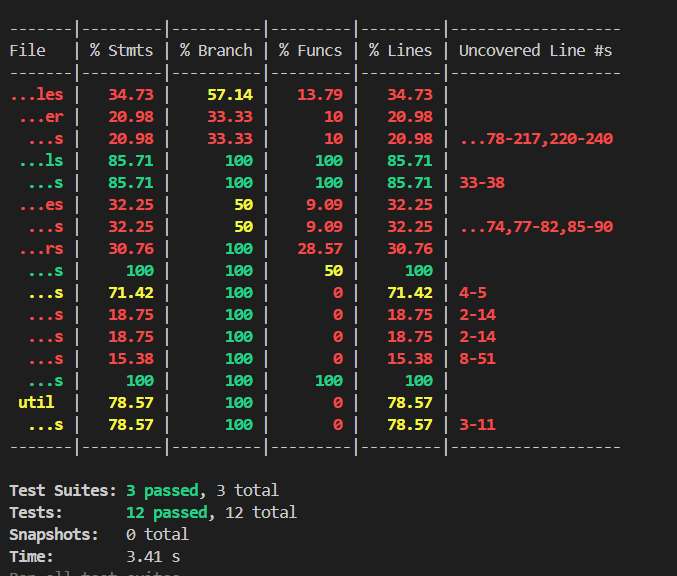 -------|---------|----------|---------|---------|-------------------
File   | % Stmts | % Branch | % Funcs | % Lines | Uncovered Line #s
-------|---------|----------|---------|---------|-------------------
...les |   34.73 |    57.14 |   13.79 |   34.73 |
...er |   20.98 |    33.33 |      10 |   20.98 |
...s |   20.98 |    33.33 |      10 |   20.98 | ...78-217,220-240
...ls |   85.71 |      100 |     100 |   85.71 |
...s |   85.71 |      100 |     100 |   85.71 | 33-38
...es |   32.25 |       50 |    9.09 |   32.25 |
...s |   32.25 |       50 |    9.09 |   32.25 | ...74,77-82,85-90
...rs |   30.76 |      100 |   28.57 |   30.76 |
...s |     100 |      100 |      50 |     100 |
...s |   71.42 |      100 |       0 |   71.42 | 4-5
...s |   18.75 |      100 |       0 |   18.75 | 2-14
...s |   18.75 |      100 |       0 |   18.75 | 2-14
...s |   15.38 |      100 |       0 |   15.38 | 8-51
...s |     100 |      100 |     100 |     100 |
util  |   78.57 |      100 |       0 |   78.57 |
...s |   78.57 |      100 |       0 |   78.57 | 3-11
-------|---------|----------|---------|---------|-------------------
Test Suites: 3 passed, 3 total
Tests:       12 passed, 12 total
Snapshots:   0 total
Time:        3.41 s
Ran all test suites